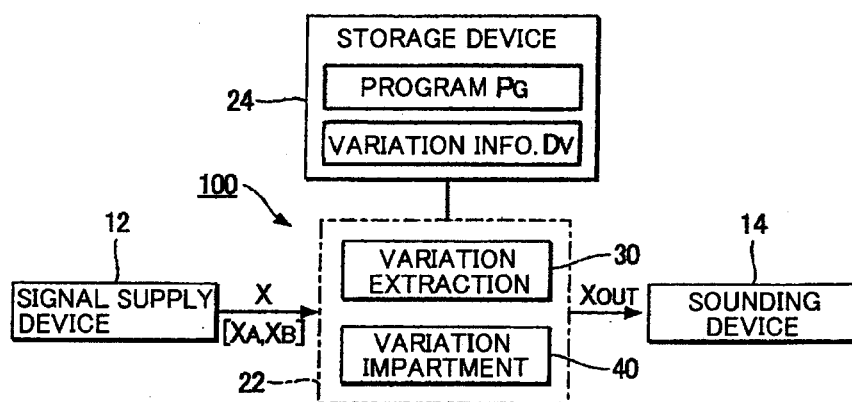 STORAGE DEVICE
PROGRAM PG
24
VARIATION INFO. DV
100
12
14
SIGNAL SUPPLY
DEVICE
X
[XA,XB]
VARIATION
EXTRACTION
30
XOUT
SOUNDING
DEVICE
VARIATION
IMPARTMENT
22
40